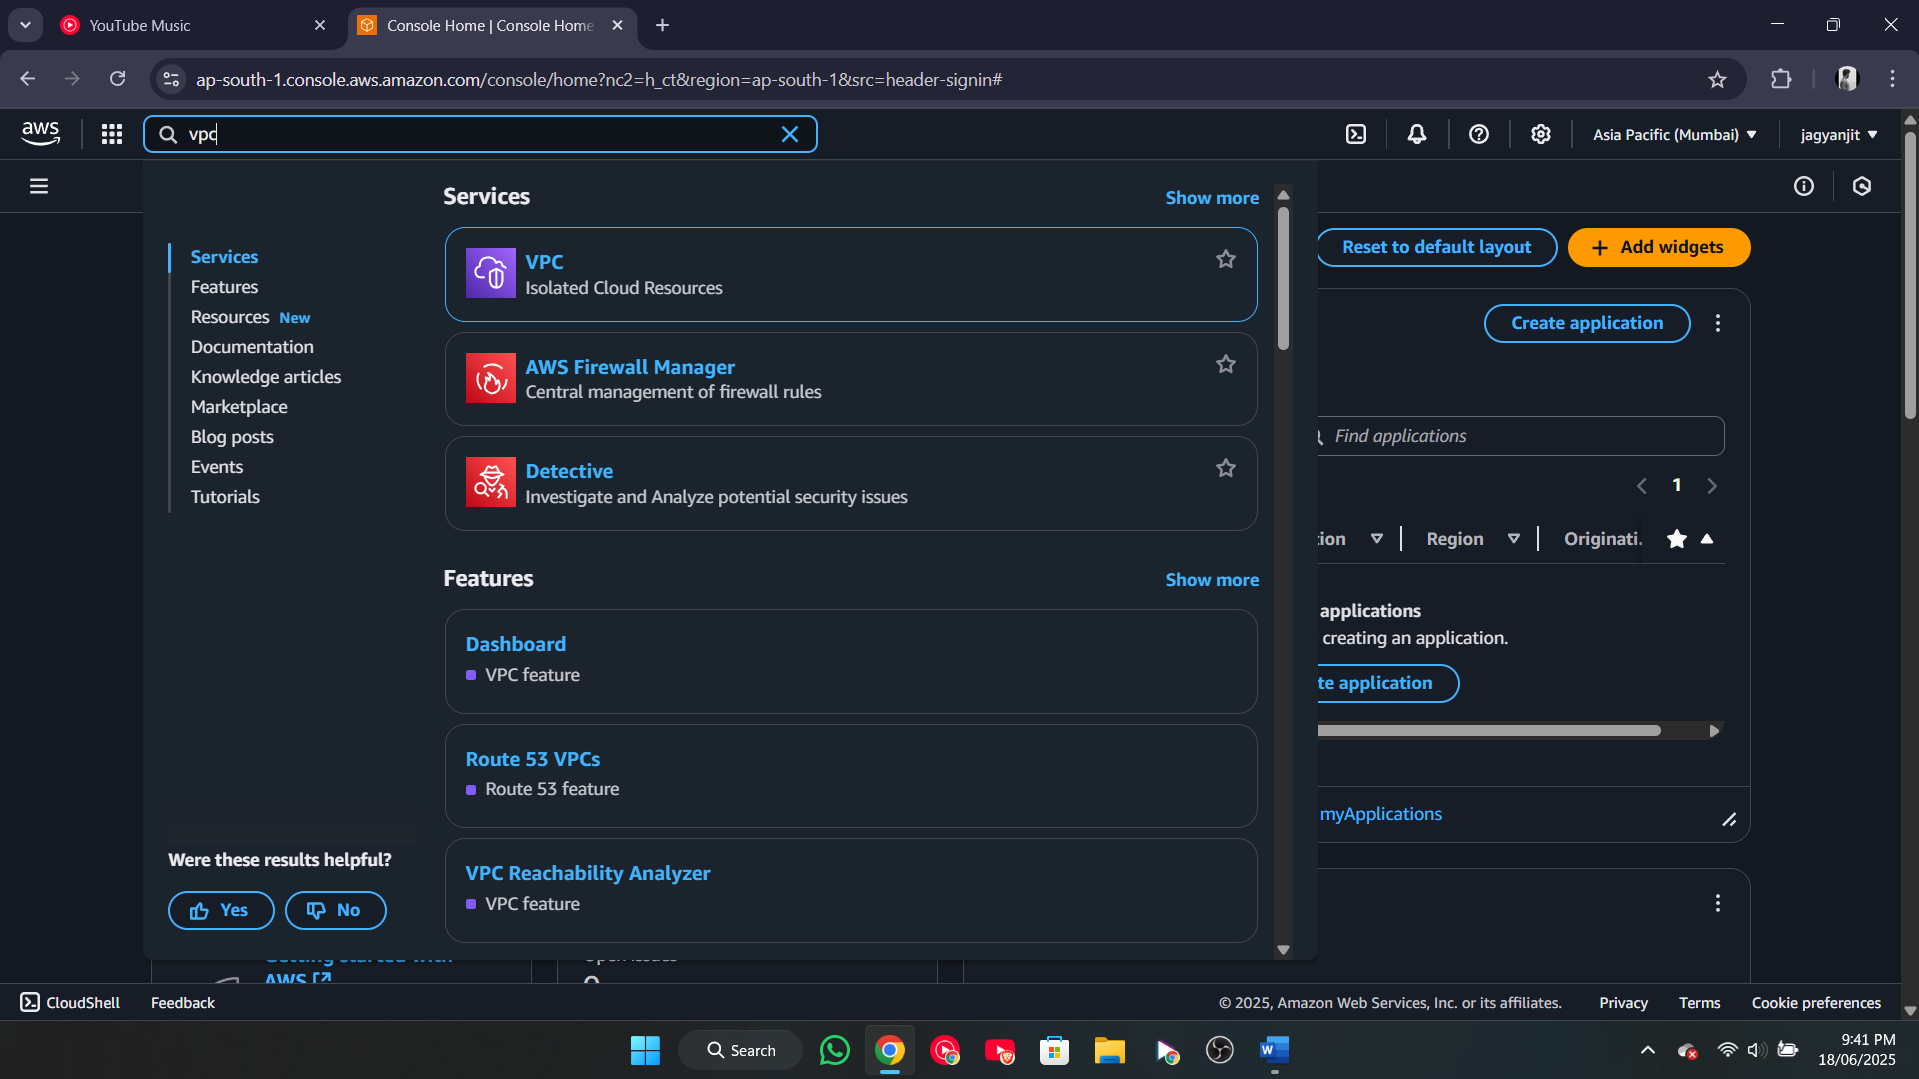 YouTube Music
Console Home | Console Home
ap-south-1.console.aws.amazon.com/console/home?nc2=h_ct&region=ap-south-1&src=header-signin#
aws
vpc
Asia Pacific (Mumbai)
jagyanjit
Services
Show more
Services
Features
Resources New
Documentation
Knowledge articles
Marketplace
Blog posts
Events
Tutorials
VPC
Isolated Cloud Resources
AWS Firewall Manager
Central management of firewall rules
Detective
Investigate and Analyze potential security issues
Features
Show more
Dashboard
VPC feature
Route 53 VPCs
Route 53 feature
VPC Reachability Analyzer
VPC feature
Were these results helpful?
Yes
No
Reset to default layout
Add widgets
Create application
Find applications
1
tion
Region
Originati.
applications
creating an application.
te application
myApplications
Getting started with
AWS
Open issues
CloudShell
Feedback
© 2025, Amazon Web Services, Inc. or its affiliates.
Privacy
Terms
Cookie preferences
Search
9:41 PM
18/06/2025